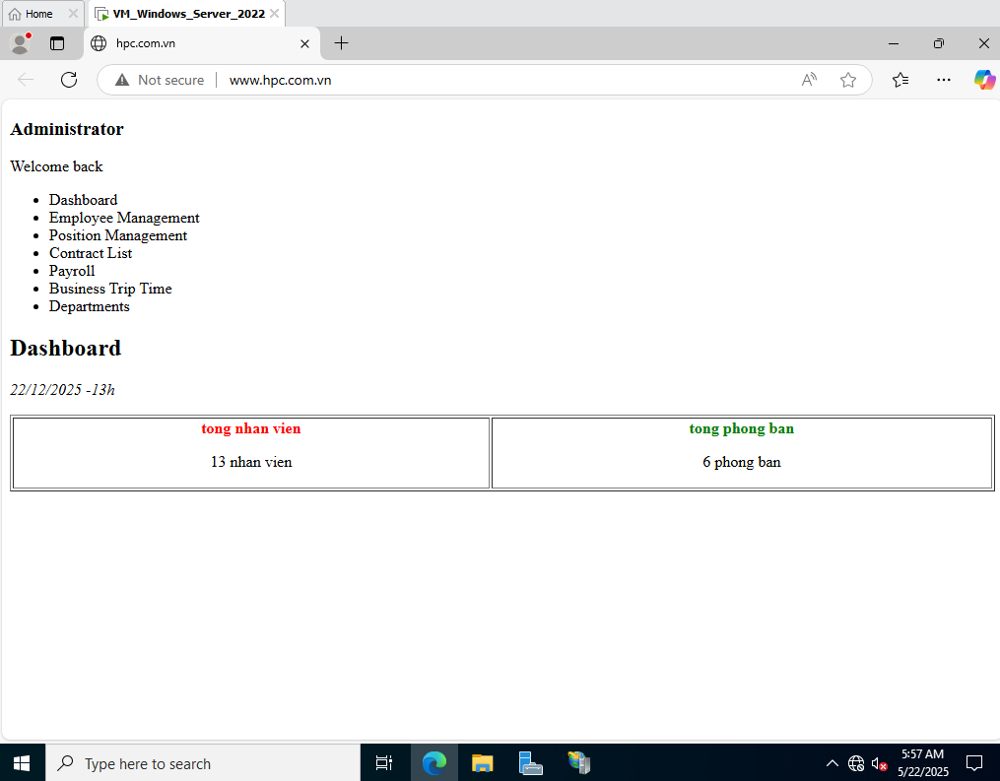 Home
VM_Windows_Server_2022
hpc.com.vn
Not secure
www.hpc.com.vn
Administrator
Welcome back
Dashboard
Employee Management
Position Management
Contract List
Payroll
Business Trip Time
Departments
Dashboard
22/12/2025 -13h
tong nhan vien
tong phong ban
13 nhan vien
6 phong ban
Type here to search
5:57 AM
5/22/2025